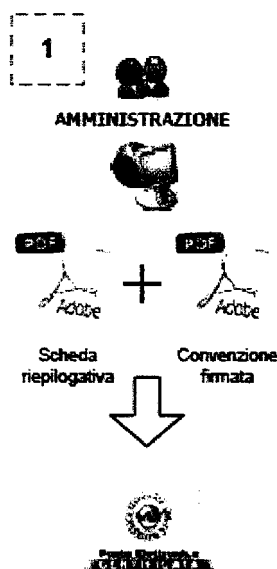 1
AMMINISTRAZIONE
PDF PDF
Adobe Adobe
Scheda Convenzione
riepilogativa firmata